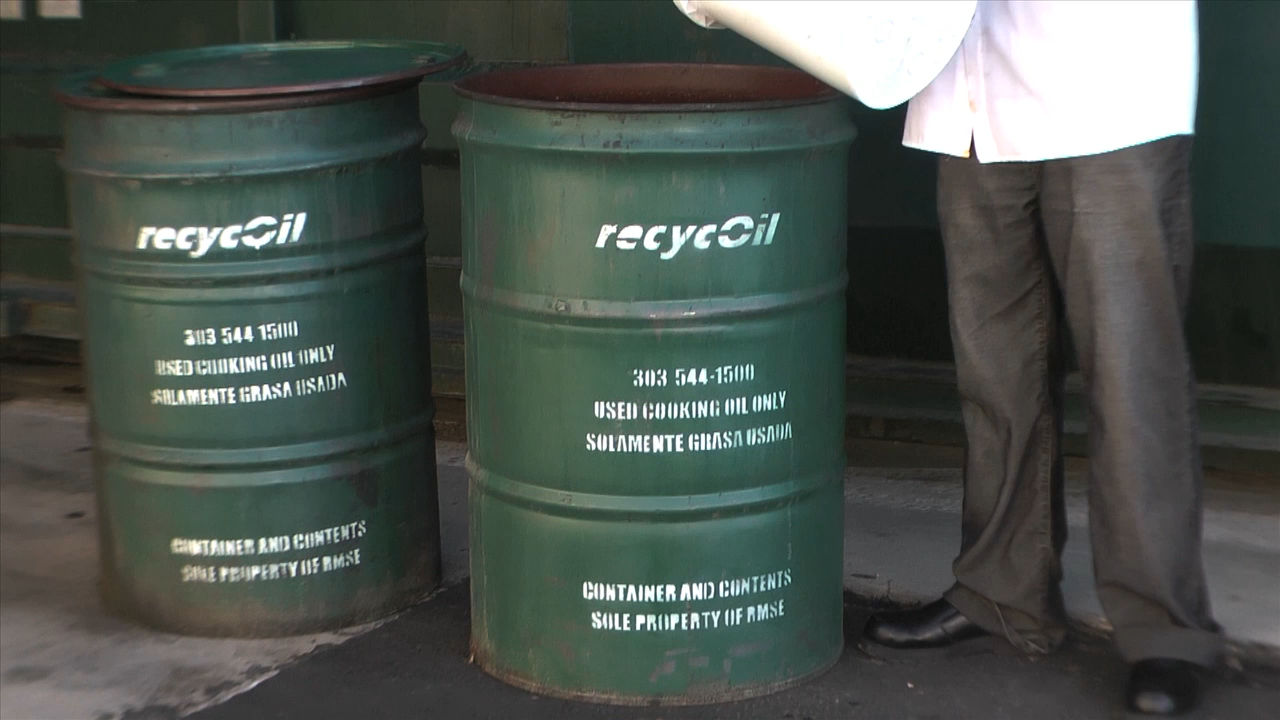 recycOil
303 544 1500
USED COOKING OIL ONLY
SOLAMENTE GRASA USADA
CONTAINER AND CONTENTS
SOLE PROPERTY OF RMSE
recycOil
303 544-1500
USED COOKING OIL ONLY
SOLAMENTE GRASA USADA
CONTAINER AND CONTENTS
SOLE PROPERTY OF RMSE